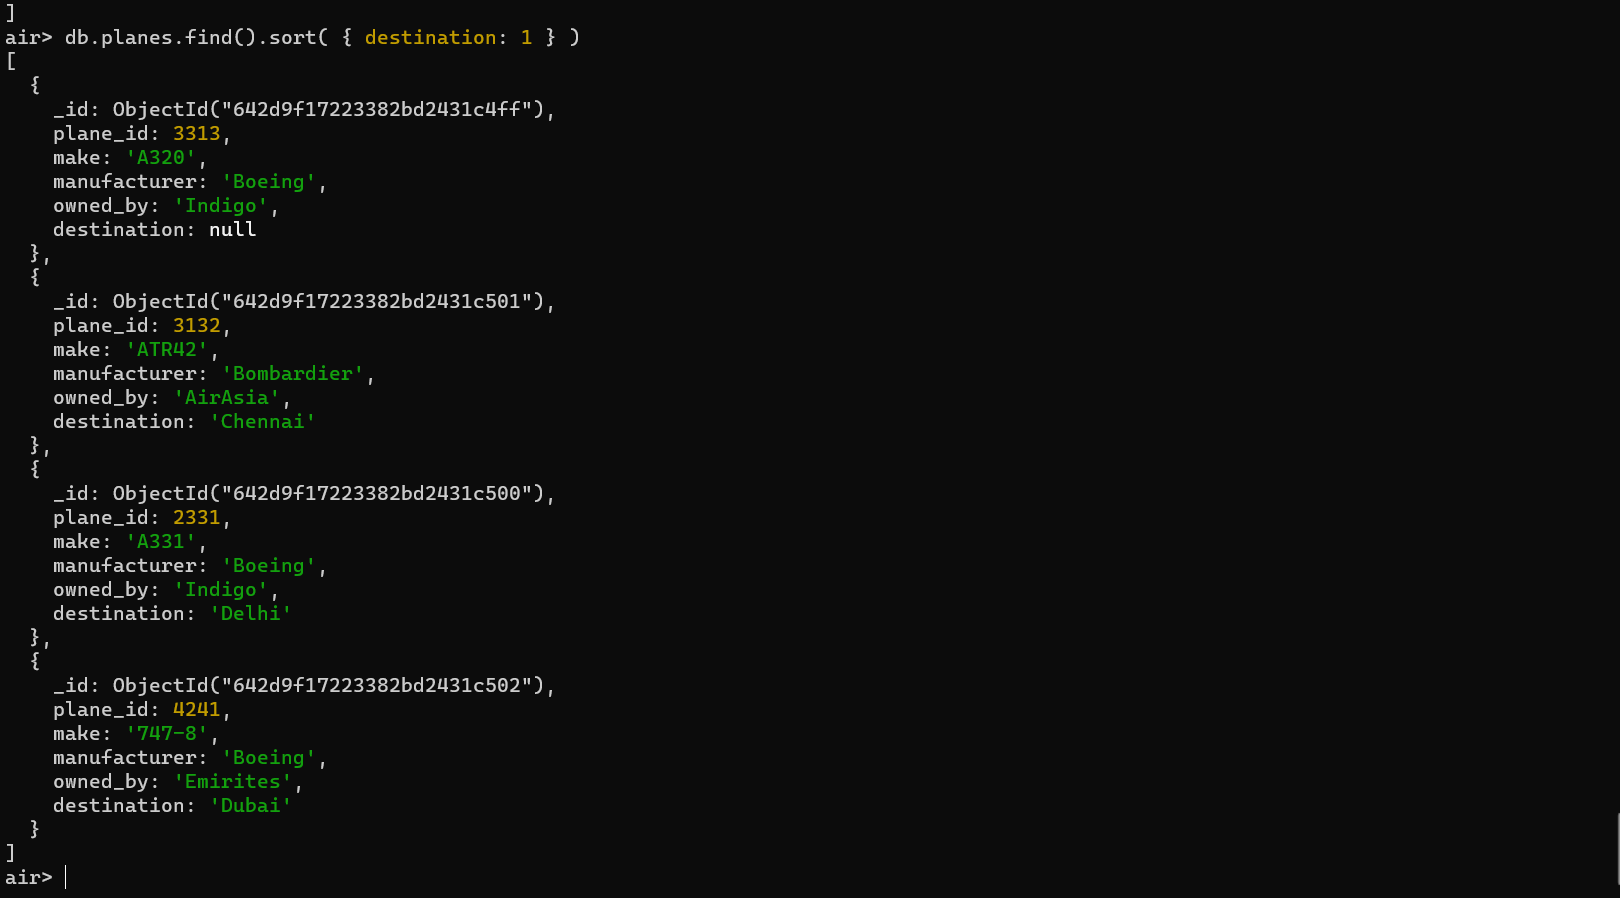 ]
air> db.planes.find().sort( { destination: 1 } )
[
  {
    _id: ObjectId("642d9f17223382bd2431c4ff"),
    plane_id: 3313,
    make: 'A320',
    manufacturer: 'Boeing',
    owned_by: 'Indigo',
    destination: null
  },
  {
    _id: ObjectId("642d9f17223382bd2431c501"),
    plane_id: 3132,
    make: 'ATR42',
    manufacturer: 'Bombardier',
    owned_by: 'AirAsia',
    destination: 'Chennai'
  },
  {
    _id: ObjectId("642d9f17223382bd2431c500"),
    plane_id: 2331,
    make: 'A331',
    manufacturer: 'Boeing',
    owned_by: 'Indigo',
    destination: 'Delhi'
  },
  {
    _id: ObjectId("642d9f17223382bd2431c502"),
    plane_id: 4241,
    make: '747-8',
    manufacturer: 'Boeing',
    owned_by: 'Emirites',
    destination: 'Dubai'
  }
]
air>